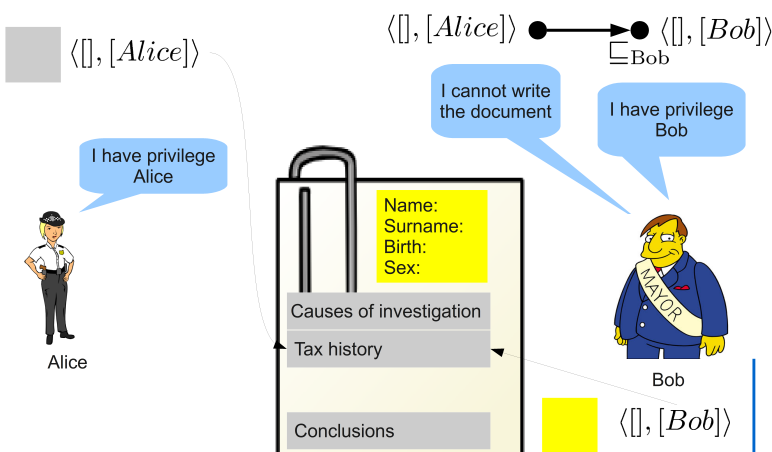 ⟨[], [Alice]⟩
⟨[], [Alice]⟩
⟨[], [Bob]⟩
⊑Bob
I cannot write
the document
I have privilege
Bob
I have privilege
Alice
Name:
Surname:
Birth:
Sex:
MAYOR
Causes of investigation
Tax history
Alice
Bob
⟨[], [Bob]⟩
Conclusions